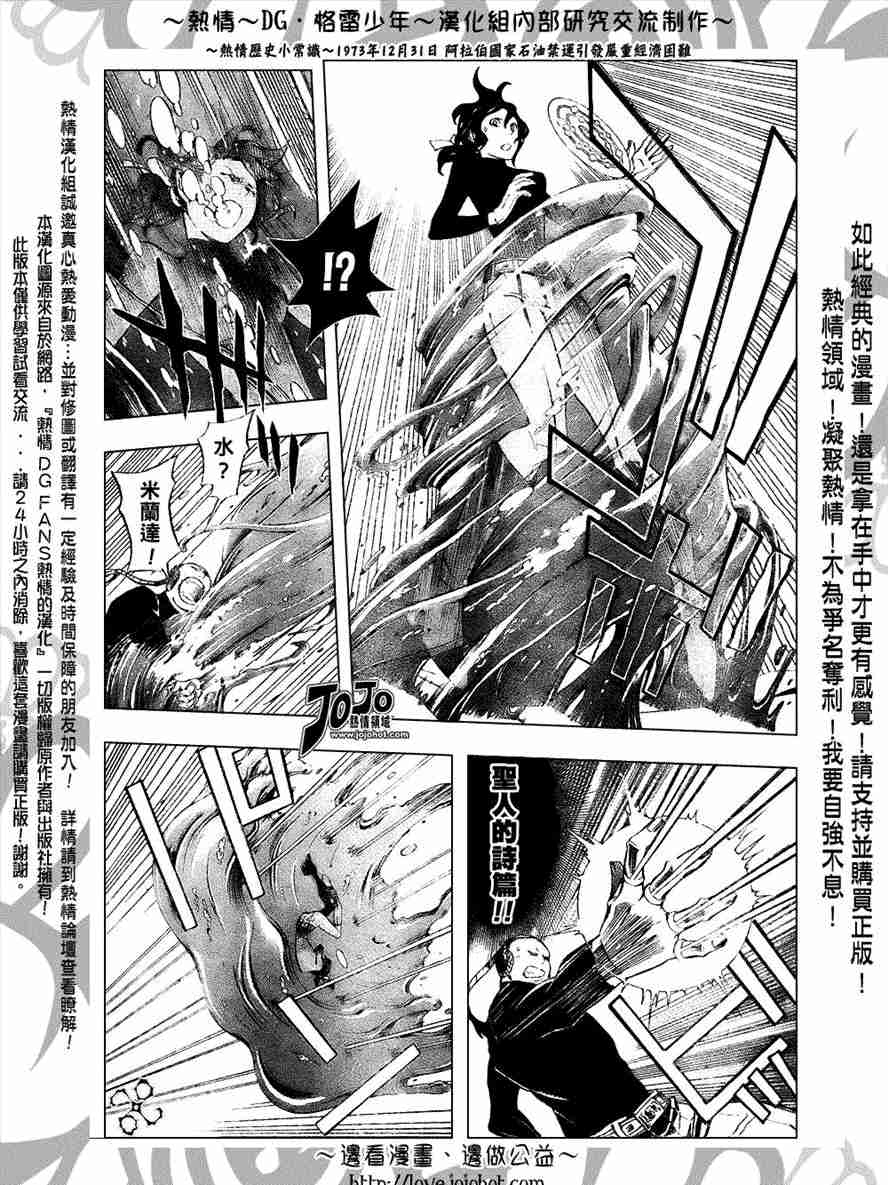 ～熱情～DG·恪雷少年～漢化組內部研究交流制作～
～熱情歷史小常識～1973年12月31日 阿拉伯國家石油禁運引發嚴重經濟困難
如此經典的漫畫！還是拿在手中才更有感覺！請支持並購買正版！
熱情領域！凝聚熱情！不為爭名奪利！我要自強不息！
!?
水？
米蘭達！
JOJO
熱情領域
www.jojohot.com
聖人的詩篇!!
熱情漢化組誠邀真心熱愛動漫…並對修圖或翻譯有一定經驗及時間保障的朋友加入！ 詳情請到熱情論壇查看瞭解！
本漢化圖源來自於網路．『熱情DG FANS熱情的漢化』一切版權歸原作者與出版社擁有！
此版本僅供學習試看交流．．請24小時之內消除，喜歡這套漫畫請購買正版！謝謝。
～邊看漫畫、邊做公益～
http://love.jojohot.com